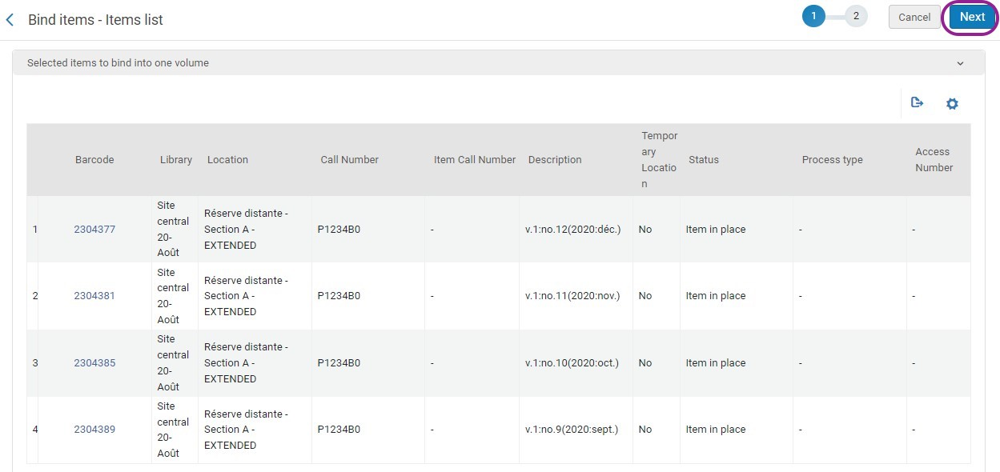 Bind items - Items list
1
2
Cancel
Next
Selected items to bind into one volume
Barcode
Library
Location
Call Number
Item Call Number
Description
Tempor
ary
Locatio
n
Status
Process type
Access
Number
1
2304377
Site
central
20-
Août
Réserve distante -
Section A -
EXTENDED
P1234B0
-
v.1:no.12(2020:déc.)
No
Item in place
-
-
2
2304381
Site
central
20-
Août
Réserve distante -
Section A -
EXTENDED
P1234B0
-
v.1:no.11(2020:nov.)
No
Item in place
-
-
3
2304385
Site
central
20-
Août
Réserve distante -
Section A -
EXTENDED
P1234B0
-
v.1:no.10(2020:oct.)
No
Item in place
-
-
4
2304389
Site
central
20-
Août
Réserve distante -
Section A -
EXTENDED
P1234B0
-
v.1:no.9(2020:sept.)
No
Item in place
-
-